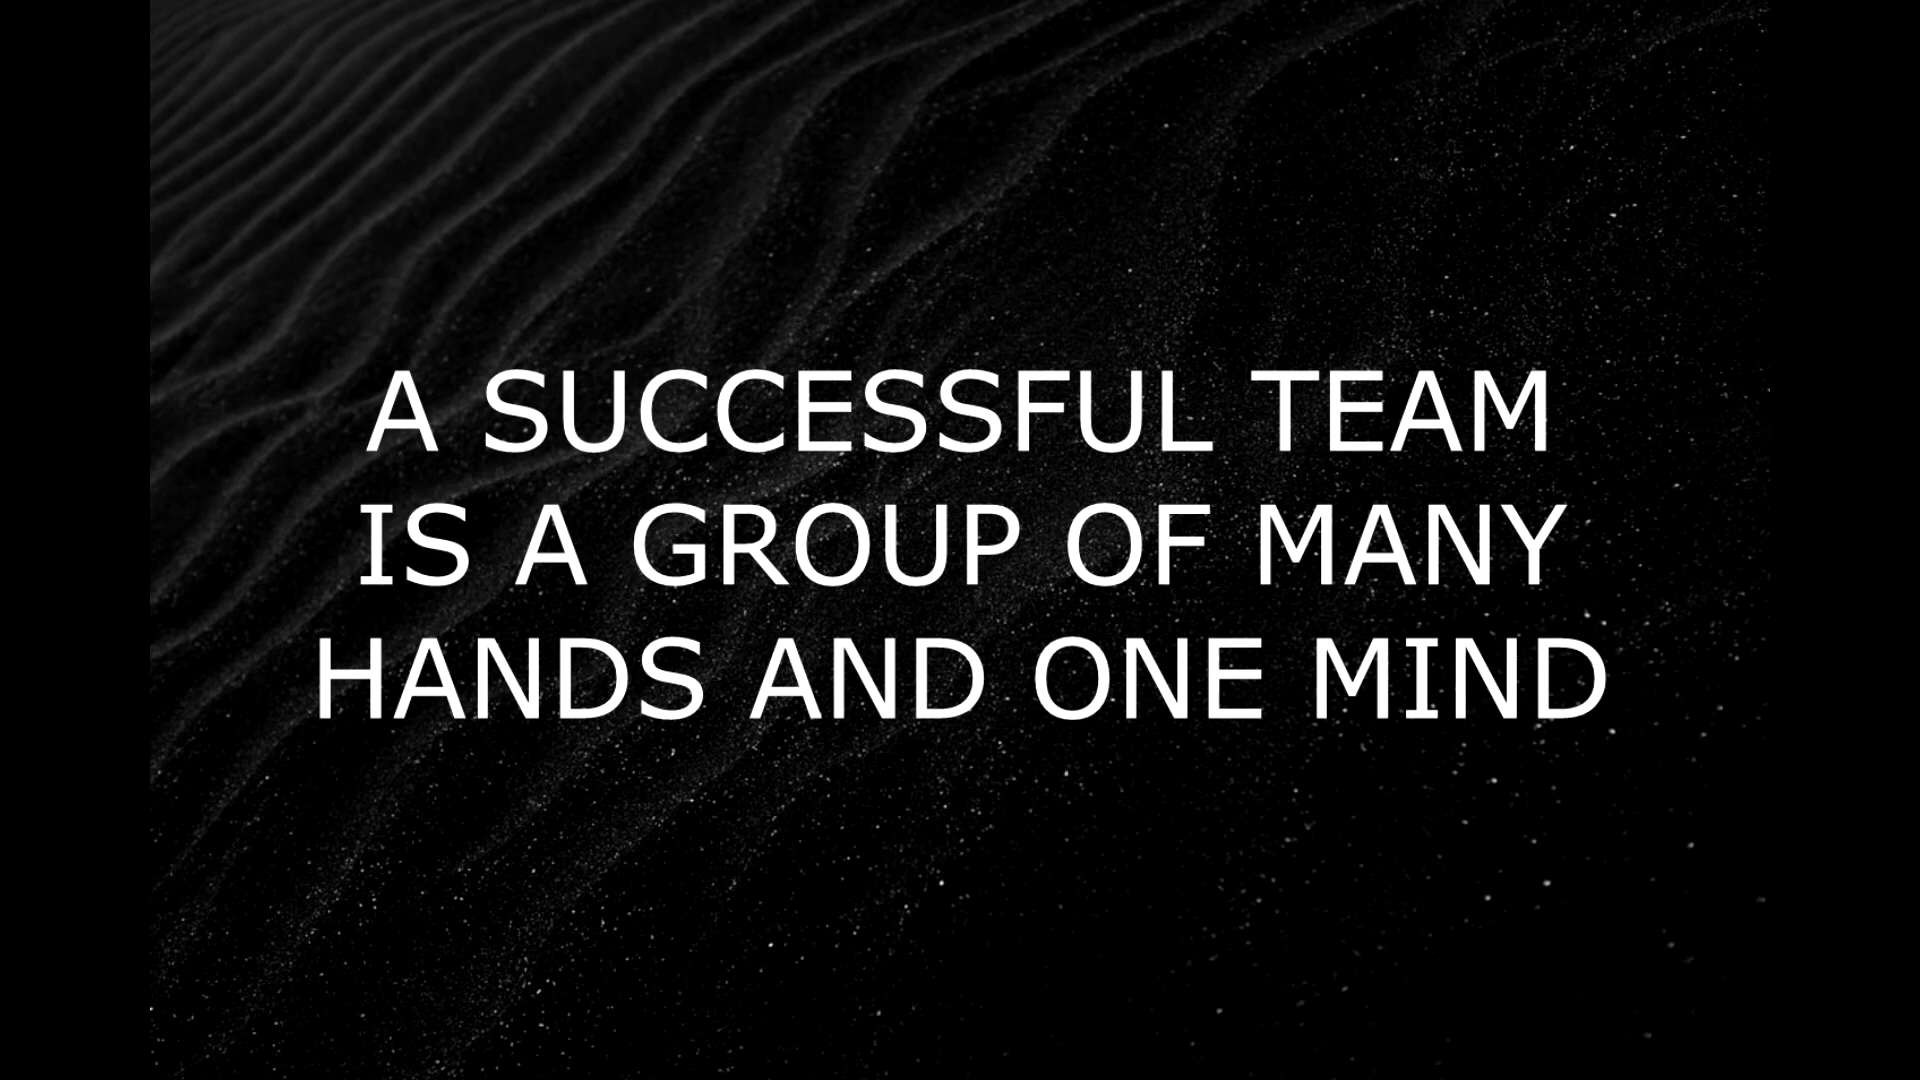 A SUCCESSFUL TEAM
IS A GROUP OF MANY
HANDS AND ONE MIND